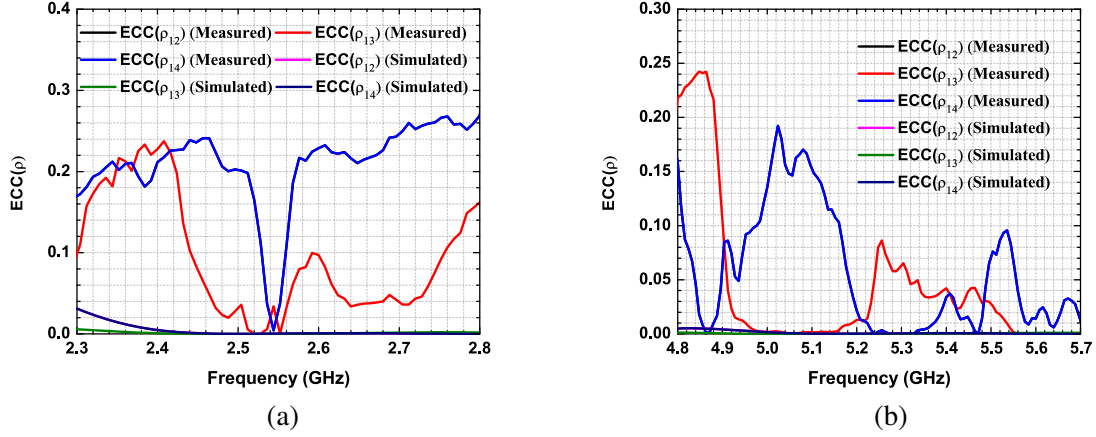 0.4
0.3
0.2
0.1
0.0
ECC(ρ)
ECC(ρ12) (Measured) ECC(ρ13) (Measured)
ECC(ρ14) (Measured) ECC(ρ12) (Simulated)
ECC(ρ13) (Simulated) ECC(ρ14) (Simulated)
2.3 2.4 2.5 2.6 2.7 2.8
Frequency (GHz)
(a)
0.30
0.25
0.20
0.15
0.10
0.05
0.00
ECC(ρ)
ECC(ρ12) (Measured)
ECC(ρ13) (Measured)
ECC(ρ14) (Measured)
ECC(ρ12) (Simulated)
ECC(ρ13) (Simulated)
ECC(ρ14) (Simulated)
4.8 4.9 5.0 5.1 5.2 5.3 5.4 5.5 5.6 5.7
Frequency (GHz)
(b)